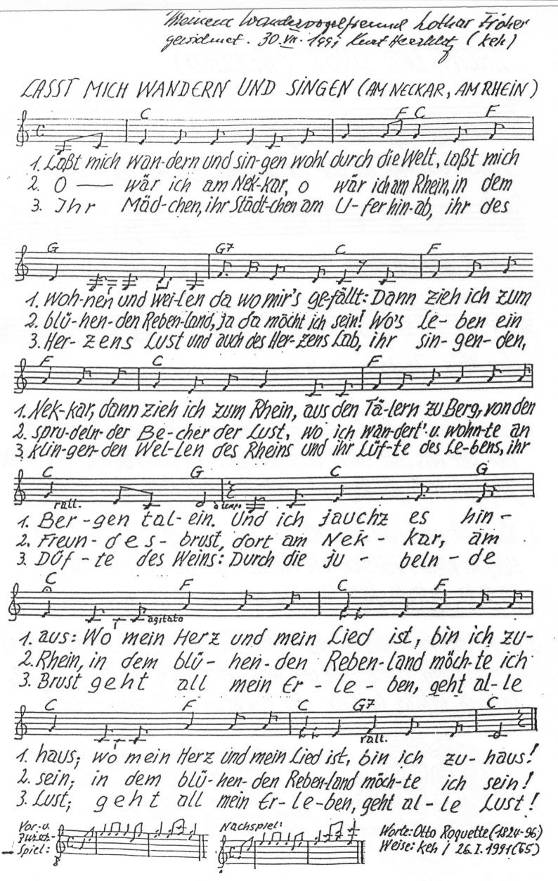 Meinem Wandervogelfreund Lothar Fröher
gewidmet. 30. VII. 1991 Kurt Heerklotz (keh)
LASST MICH WANDERN UND SINGEN (AM NECKAR, AM RHEIN)
C F C F
1. Laßt mich wan-dern und sin-gen wohl durch die Welt, laßt mich
2. O — wär ich am Nek-kar, o wär ich am Rhein, in dem
3. Ihr Mäd-chen, ihr Städt-chen am U-fer hin-ab, ihr des
G G7 C F
1. woh-nen und wei-len da wo mir's ge-fällt: Dann zieh ich zum
2. blü-hen-den Reben-land, ja da möcht ich sein! Wo's Le-ben ein
3. Her-zens Lust und auch des Her-zens Lab, ihr sin-gen-den,
F C F
1. Nek-kar, dann zieh ich zum Rhein, aus den Tä-lern zu Berg, von den
2. sprudeln-der Be-cher der Lust, wo ich wan-dert' u. wohn-te an
3. klin-gen-den Wel-len des Rheins und ihr Lüf-te des Le-bens, ihr
C G C G
rall.
1. Ber-gen tal-ein. Und ich jauchz es hin-
2. Freun-des-brust, dort am Nek-kar, am
3. Düf-te des Weins: Durch die ju-beln-de
C F C F
agitato
1. aus: Wo mein Herz und mein Lied ist, bin ich zu-
2. Rhein, in dem blü-hen-den Reben-land möch-te ich
3. Brust geht all mein Er-le-ben, geht al-le
C F C G7 C
rall.
1. haus; wo mein Herz und mein Lied ist, bin ich zu-haus!
2. sein; in dem blü-hen-den Reben-land möch-te ich sein!
3. Lust; geht all mein Er-le-ben, geht al-le Lust!
Vor- u.
Zwisch.-
Spiel:
Nachspiel:
Worte: Otto Roquette (1824-96)
Weise: keh / 26.I.1991 (65)